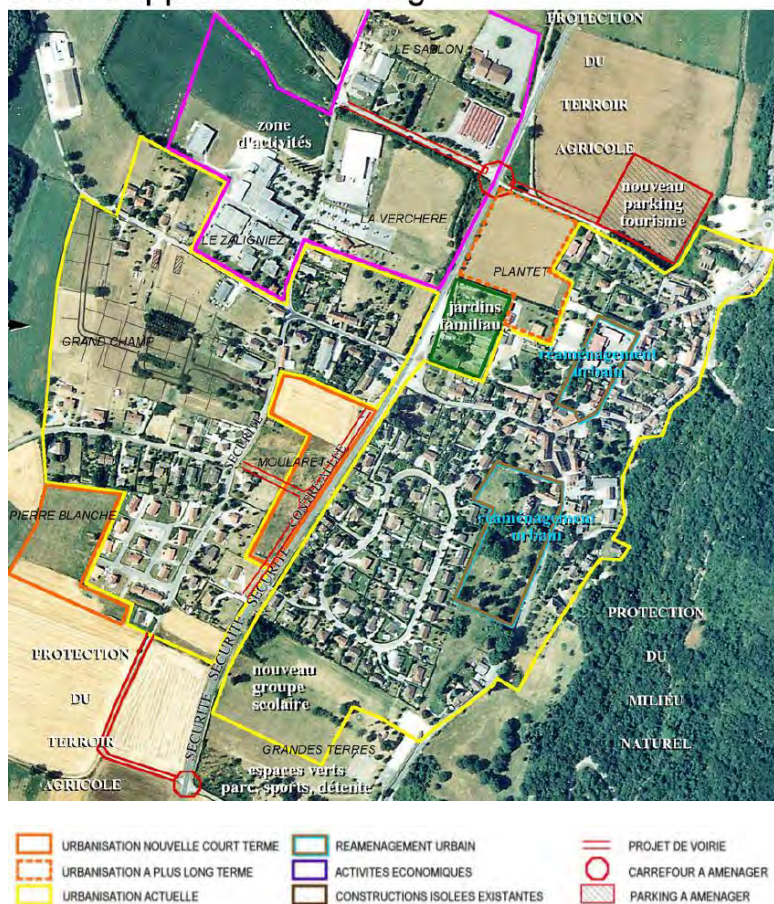 PROTECTION
DU
TERROIR
AGRICOLE
LE SABLON
zone
d'activités
nouveau
parking
tourisme
LA VERCHERE
LE ZALIGNIEZ
PLANTET
jardins
familiau
GRAND CHAMP
réaménagement
urbain
SECURITE
MOULARET
CONTRE-ALLEE
PIERRE BLANCHE
réaménagement
urbain
SECURITE
SECURITE
SECURITE
PROTECTION
DU
TERROIR
AGRICOLE
nouveau
groupe
scolaire
PROTECTION
DU
MILIEU
NATUREL
GRANDES TERRES
espaces verts
parc, sports, détente
URBANISATION NOUVELLE COURT TERME
URBANISATION A PLUS LONG TERME
URBANISATION ACTUELLE
REAMENAGEMENT URBAIN
ACTIVITES ECONOMIQUES
CONSTRUCTIONS ISOLEES EXISTANTES
PROJET DE VOIRIE
CARREFOUR A AMENAGER
PARKING A AMENAGER